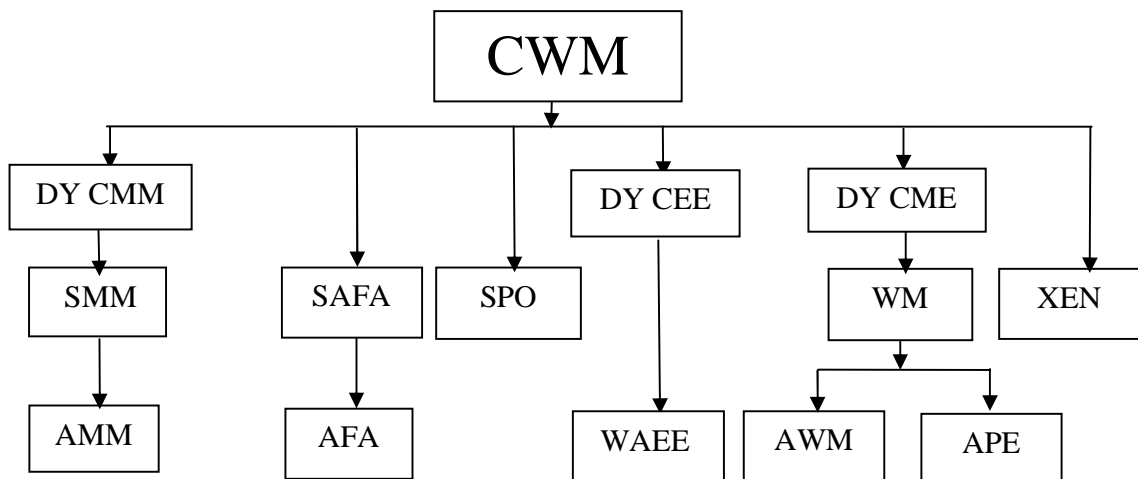 CWM
DY CMM
DY CEE
DY CME
SMM
SAFA
SPO
WM
XEN
AMM
AFA
WAEE
AWM
APE